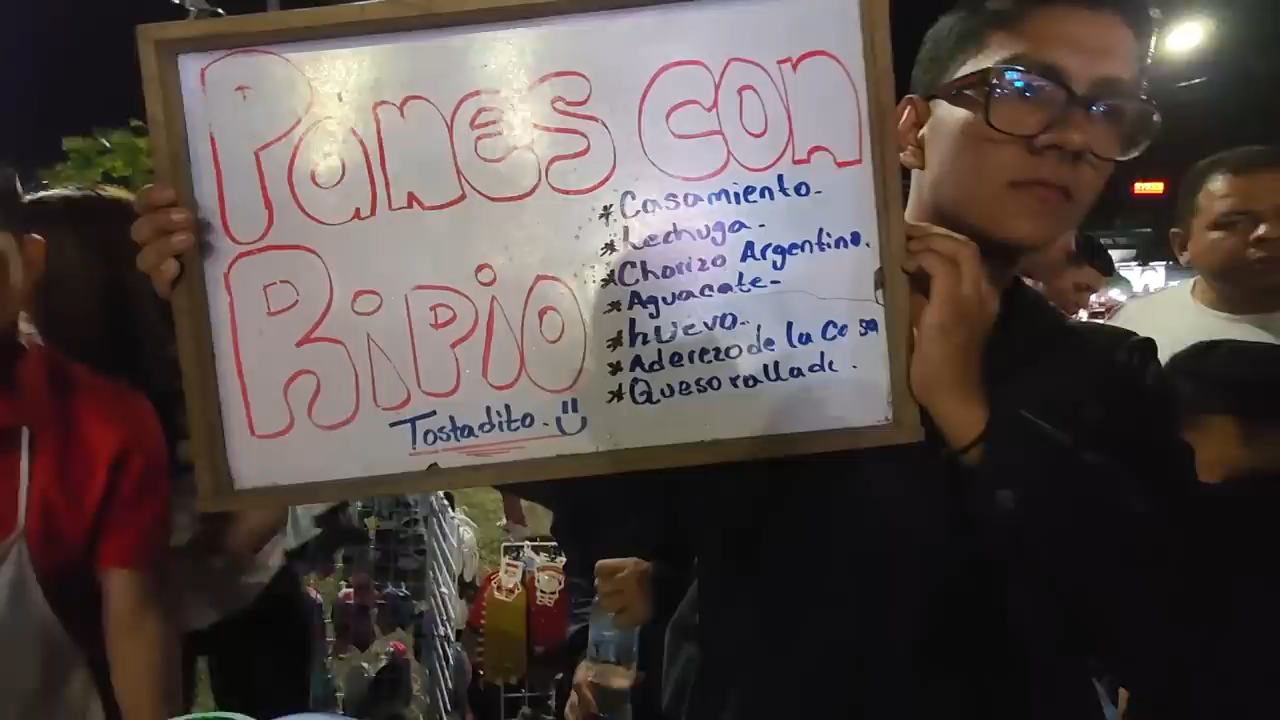 Panes con
Ripio
Tostadito.
*Casamiento.
*Lechuga.
*Chorizo Argentino.
*Aguacate-
*huevo.
*Aderezo de la Casa
*Queso rallado.